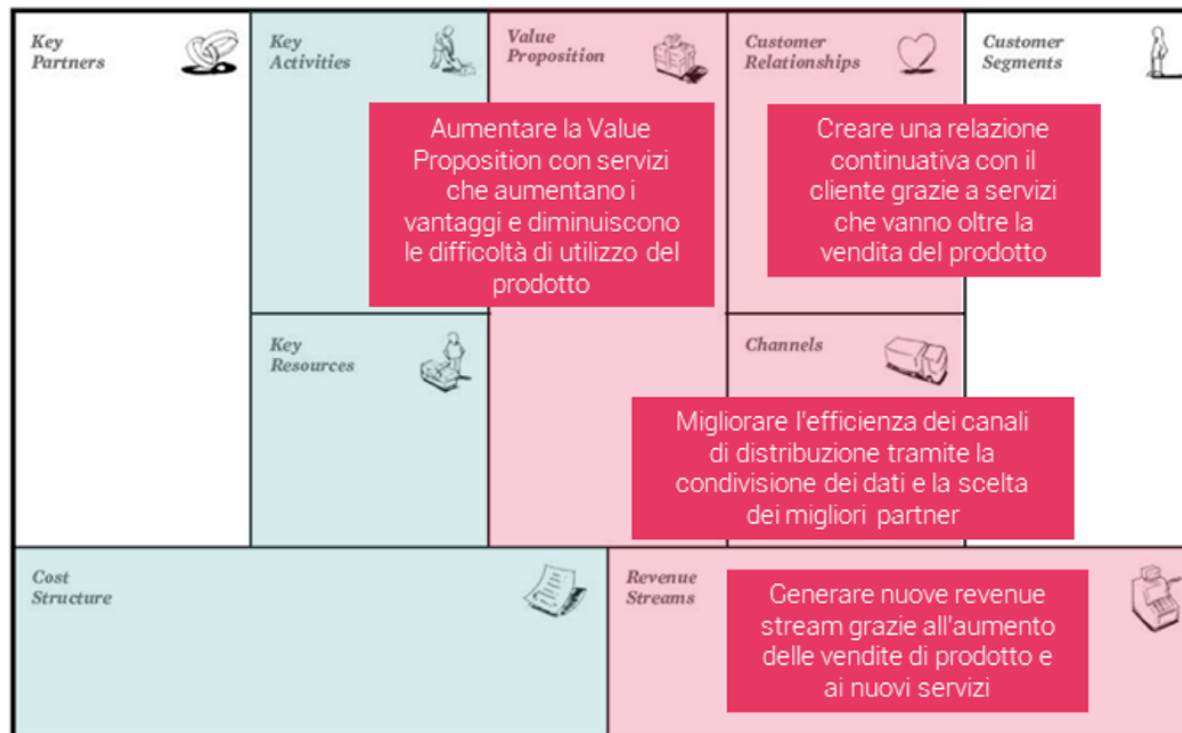 Key
Partners
Key
Activities
Value
Proposition
Customer
Relationships
Customer
Segments
Aumentare la Value
Proposition con servizi
che aumentano i
vantaggi e diminuiscono
le difficoltà di utilizzo del
prodotto
Creare una relazione
continuativa con il
cliente grazie a servizi
che vanno oltre la
vendita del prodotto
Key
Resources
Channels
Migliorare l'efficienza dei canali
di distribuzione tramite la
condivisione dei dati e la scelta
dei migliori partner
Cost
Structure
Revenue
Streams
Generare nuove revenue
stream grazie all'aumento
delle vendite di prodotto e
ai nuovi servizi